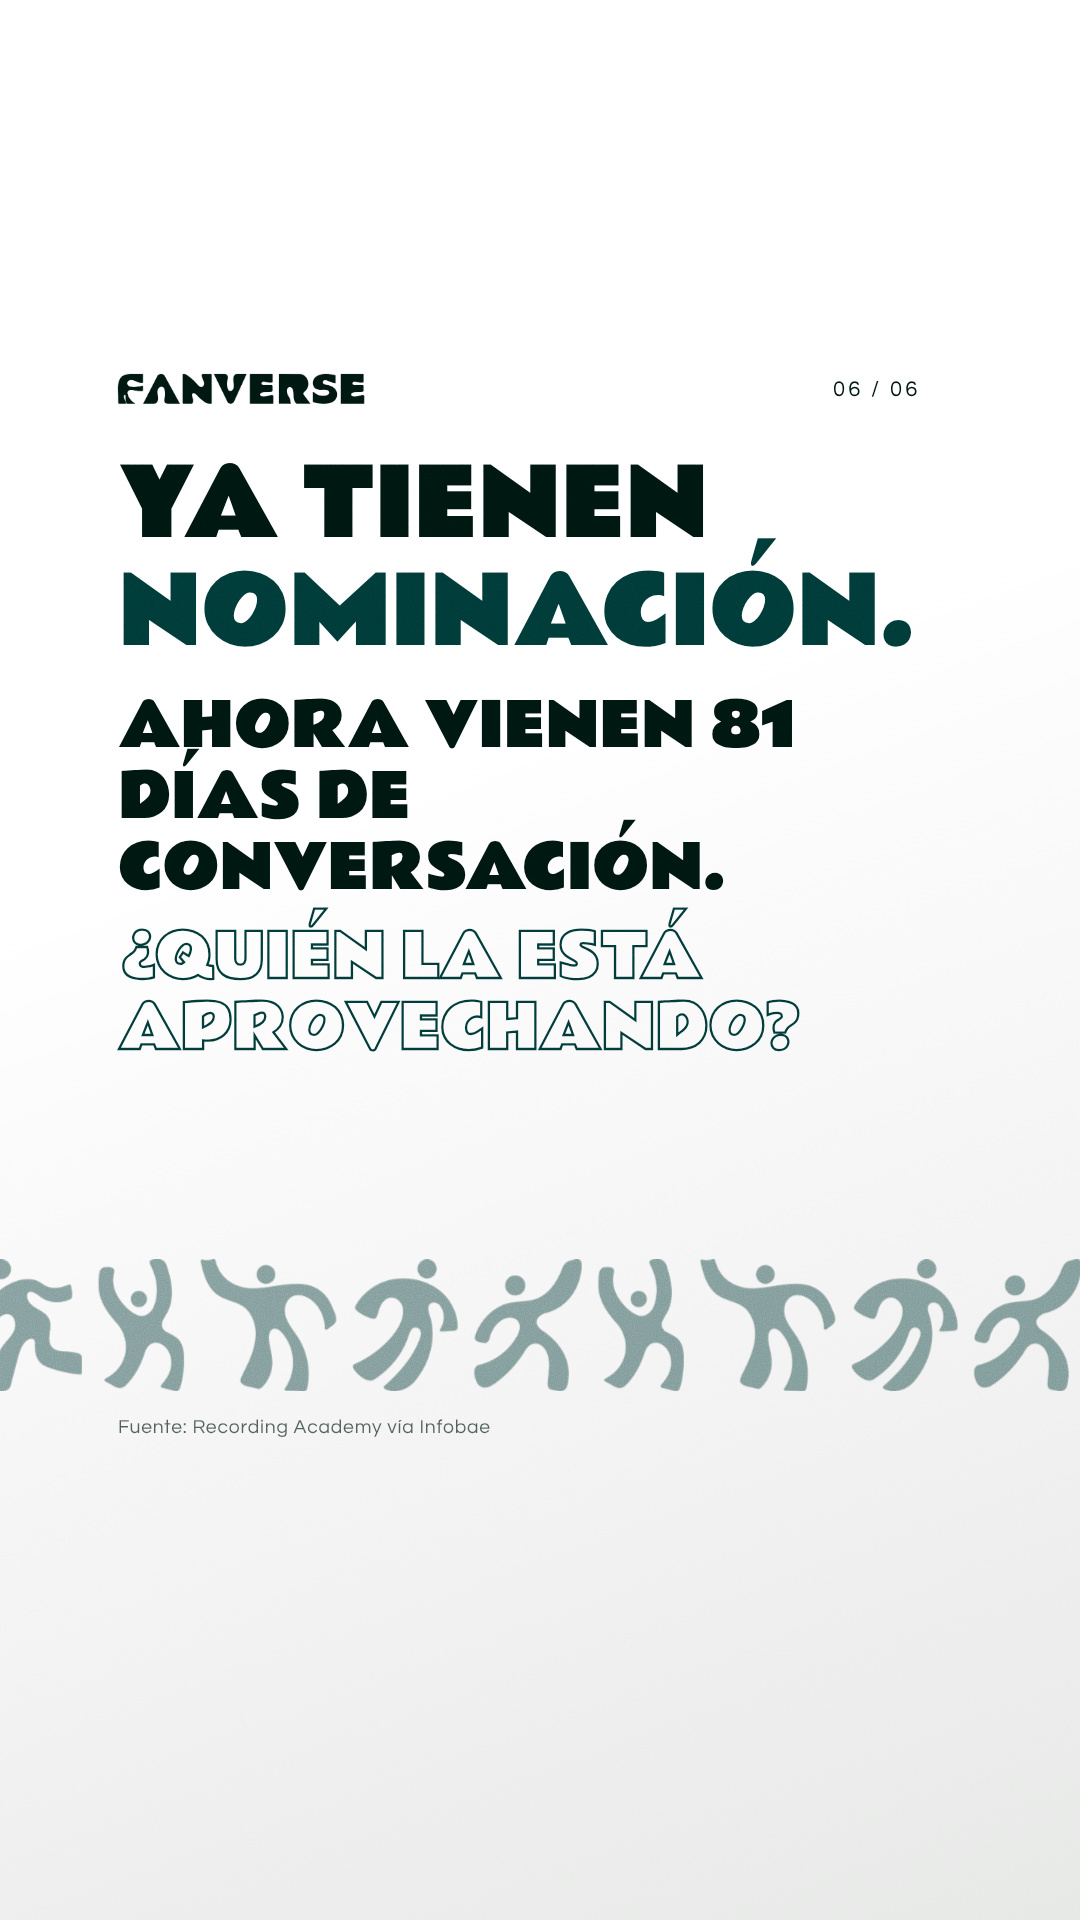 FANVERSE
06 / 06
YA TIENEN
NOMINACIÓN.
AHORA VIENEN 81
DÍAS DE
CONVERSACIÓN.
¿QUIÉN LA ESTÁ
APROVECHANDO?
Fuente: Recording Academy vía Infobae